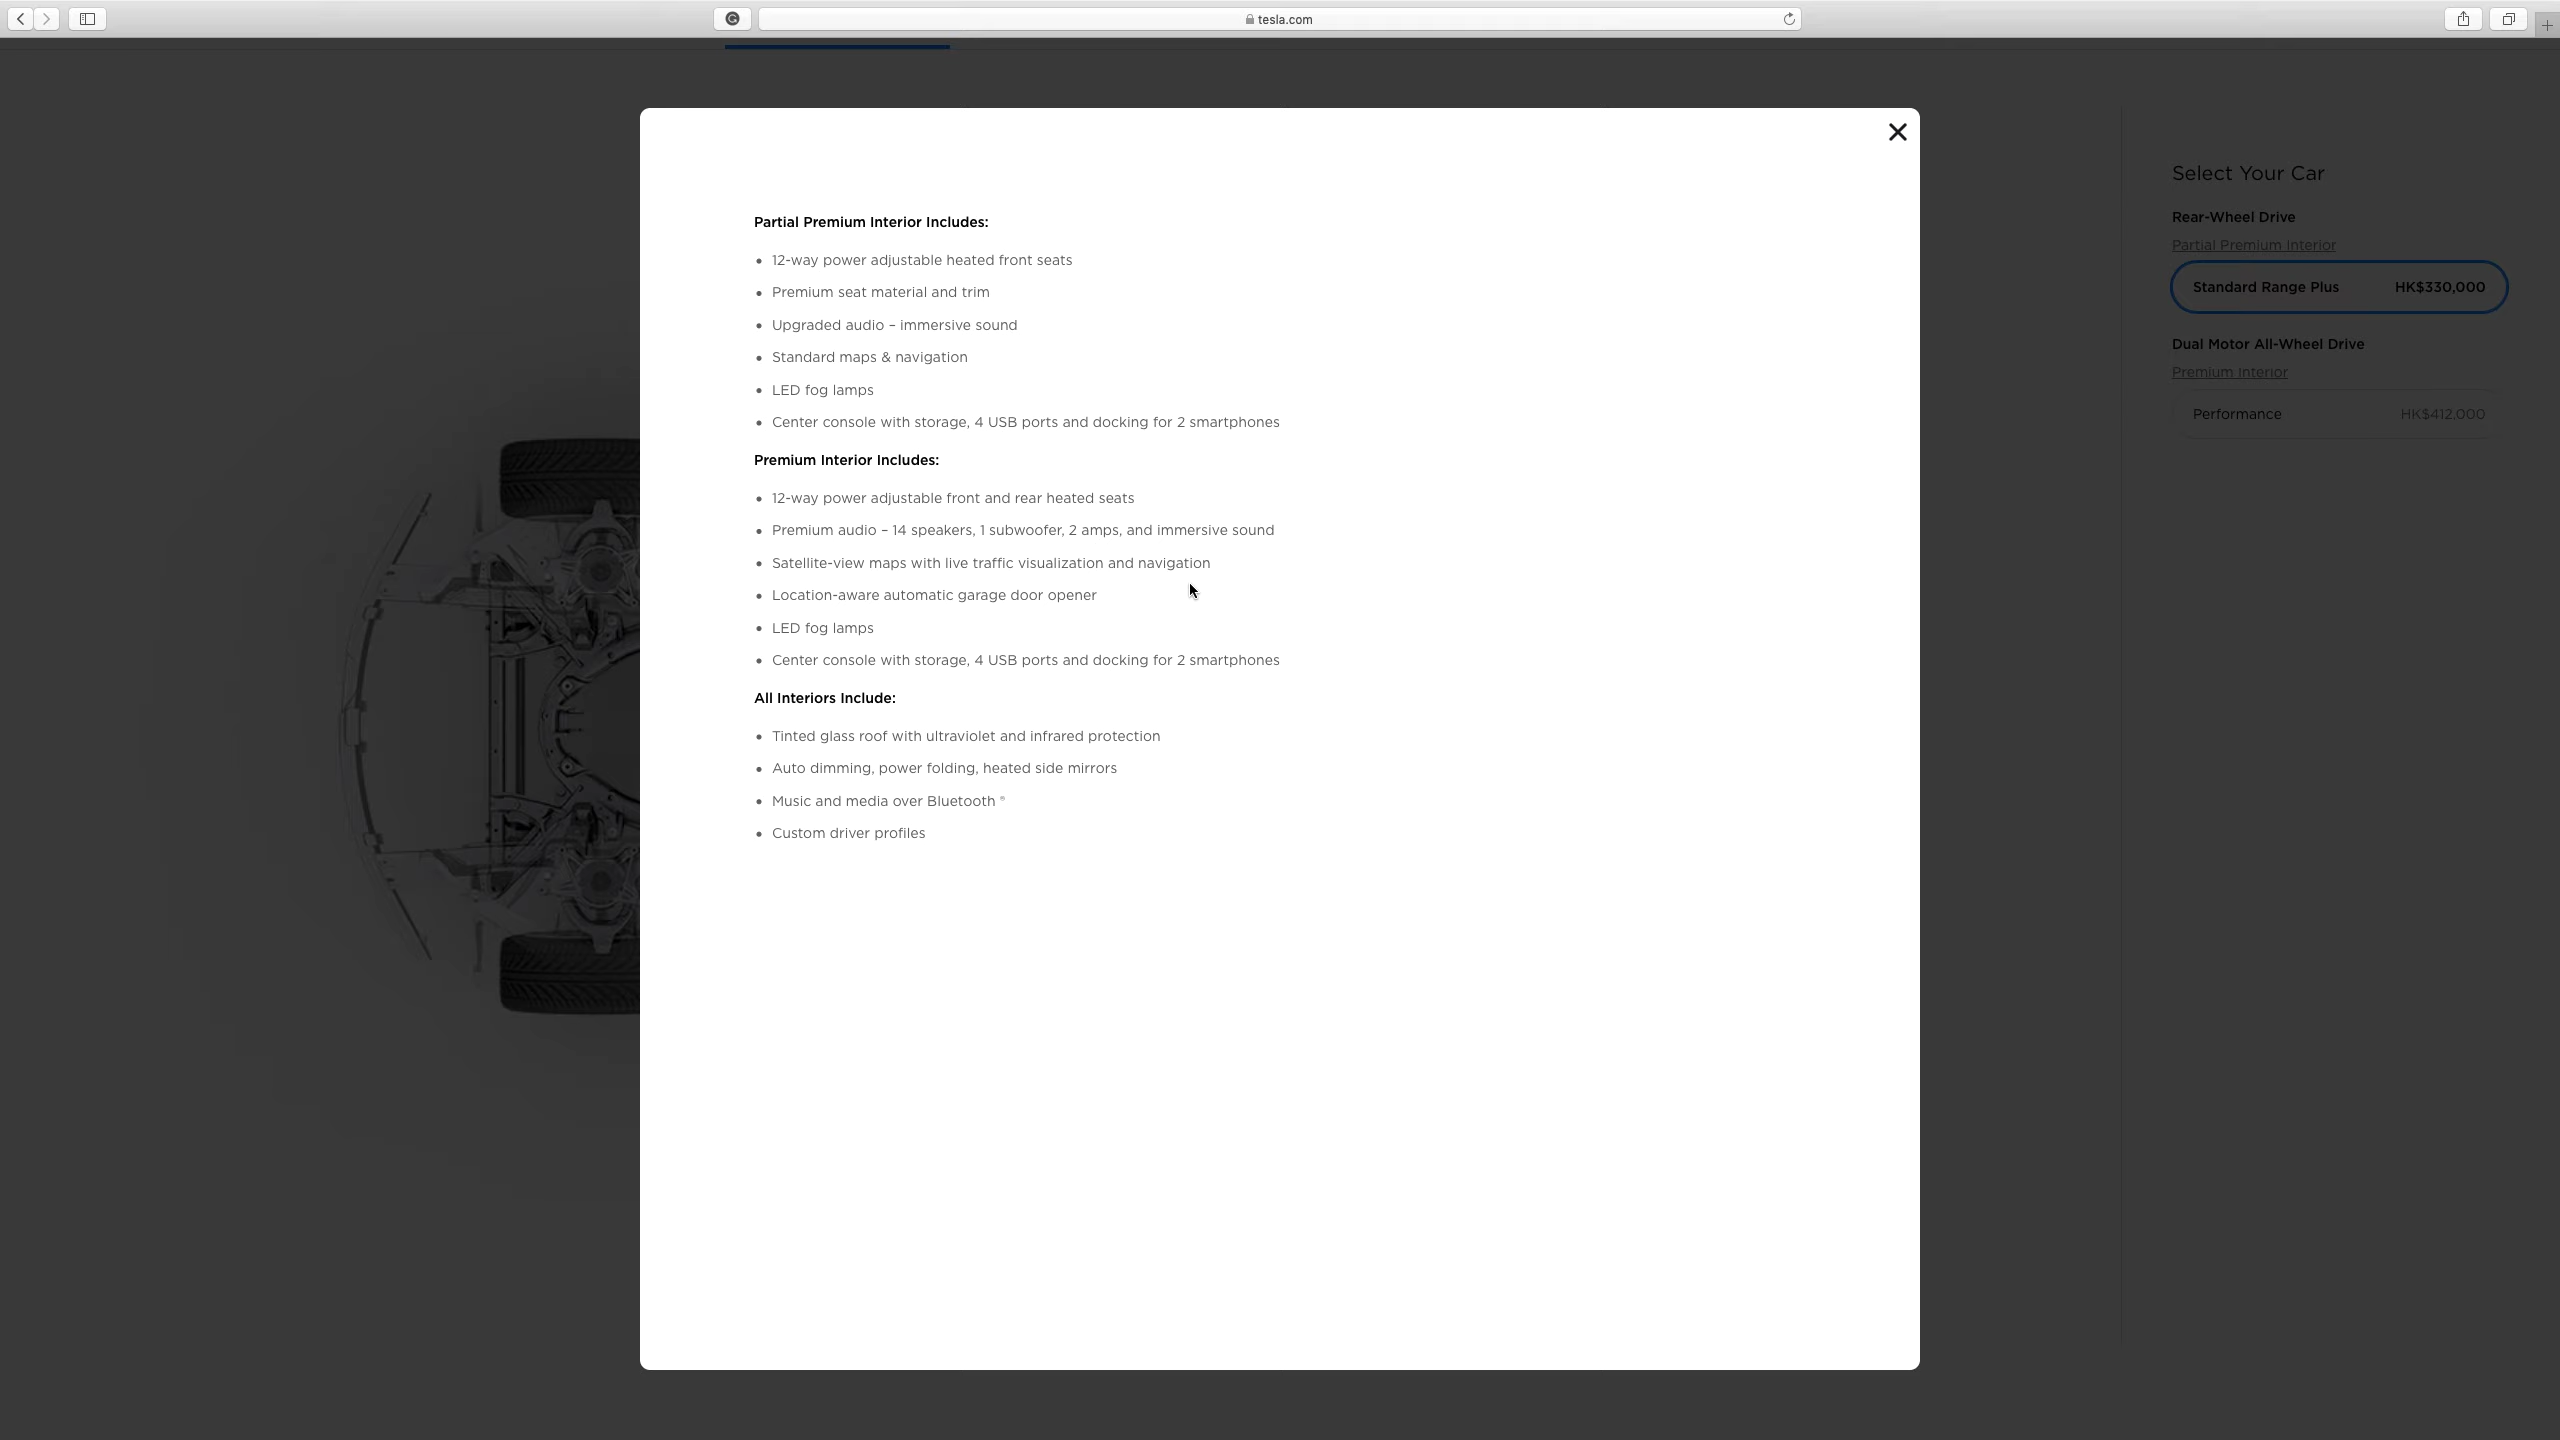 tesla.com
Partial Premium Interior Includes:
• 12-way power adjustable heated front seats
• Premium seat material and trim
• Upgraded audio – immersive sound
• Standard maps & navigation
• LED fog lamps
• Center console with storage, 4 USB ports and docking for 2 smartphones
Premium Interior Includes:
• 12-way power adjustable front and rear heated seats
• Premium audio – 14 speakers, 1 subwoofer, 2 amps, and immersive sound
• Satellite-view maps with live traffic visualization and navigation
• Location-aware automatic garage door opener
• LED fog lamps
• Center console with storage, 4 USB ports and docking for 2 smartphones
All Interiors Include:
• Tinted glass roof with ultraviolet and infrared protection
• Auto dimming, power folding, heated side mirrors
• Music and media over Bluetooth ®
• Custom driver profiles
Select Your Car
Rear-Wheel Drive
Partial Premium Interior
Standard Range Plus HK$330,000
Dual Motor All-Wheel Drive
Premium Interior
Performance HK$412,000